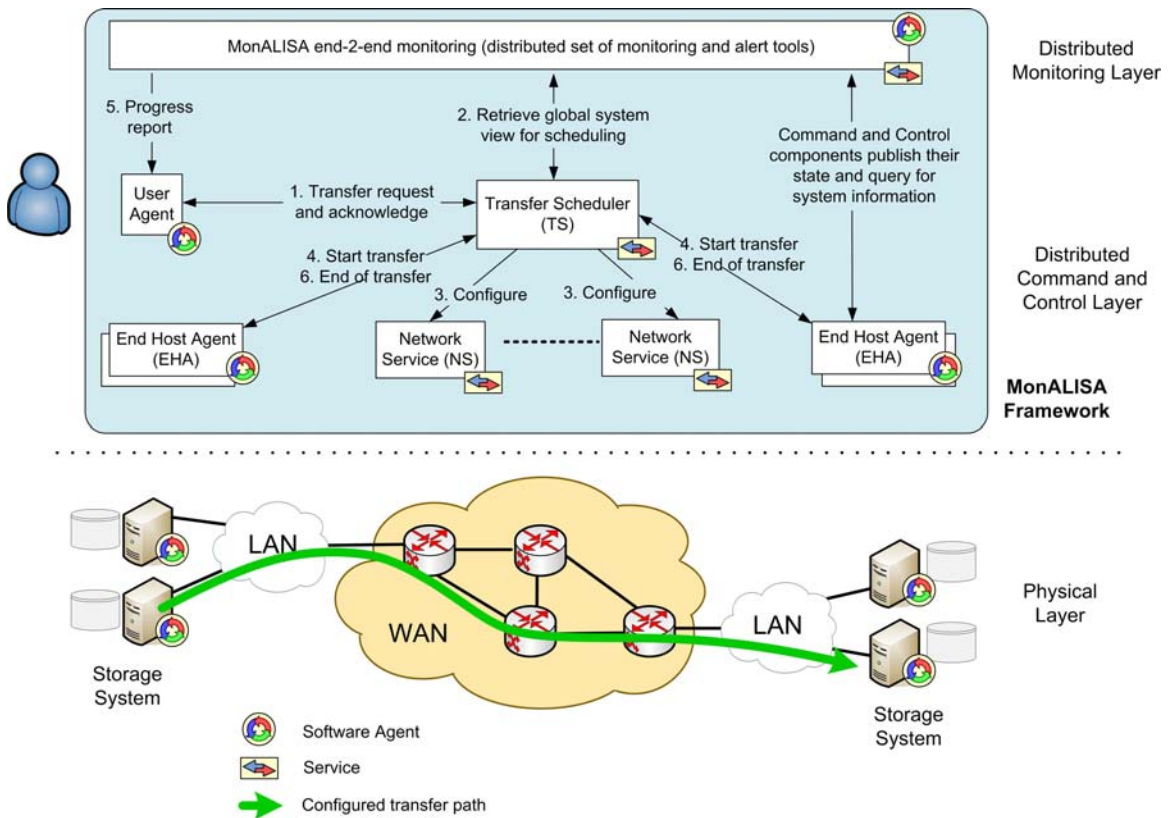 MonALISA end-2-end monitoring (distributed set of monitoring and alert tools)
Distributed
Monitoring Layer
5. Progress
report
2. Retrieve global system
view for scheduling
Command and Control
components publish their
state and query for
system information
User
Agent
1. Transfer request
and acknowledge
Transfer Scheduler
(TS)
4. Start transfer
6. End of transfer
4. Start transfer
6. End of transfer
Distributed
Command and
Control Layer
3. Configure
3. Configure
End Host Agent
(EHA)
Network
Service (NS)
Network
Service (NS)
End Host Agent
(EHA)
MonALISA
Framework
LAN
WAN
LAN
Physical
Layer
Storage
System
Storage
System
Software Agent
Service
Configured transfer path